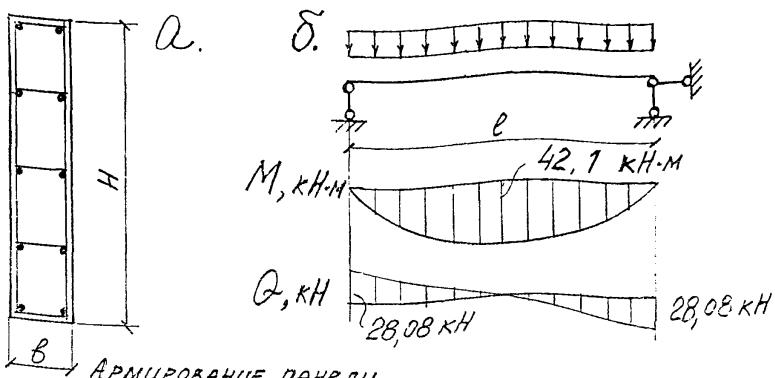 а.
б.
H
l
42,1 кН·м
М, кН·м
Q, кН
28,08 кН
28,08 кН
в
АРМИРОВАНИЕ ПАНЕЛИ